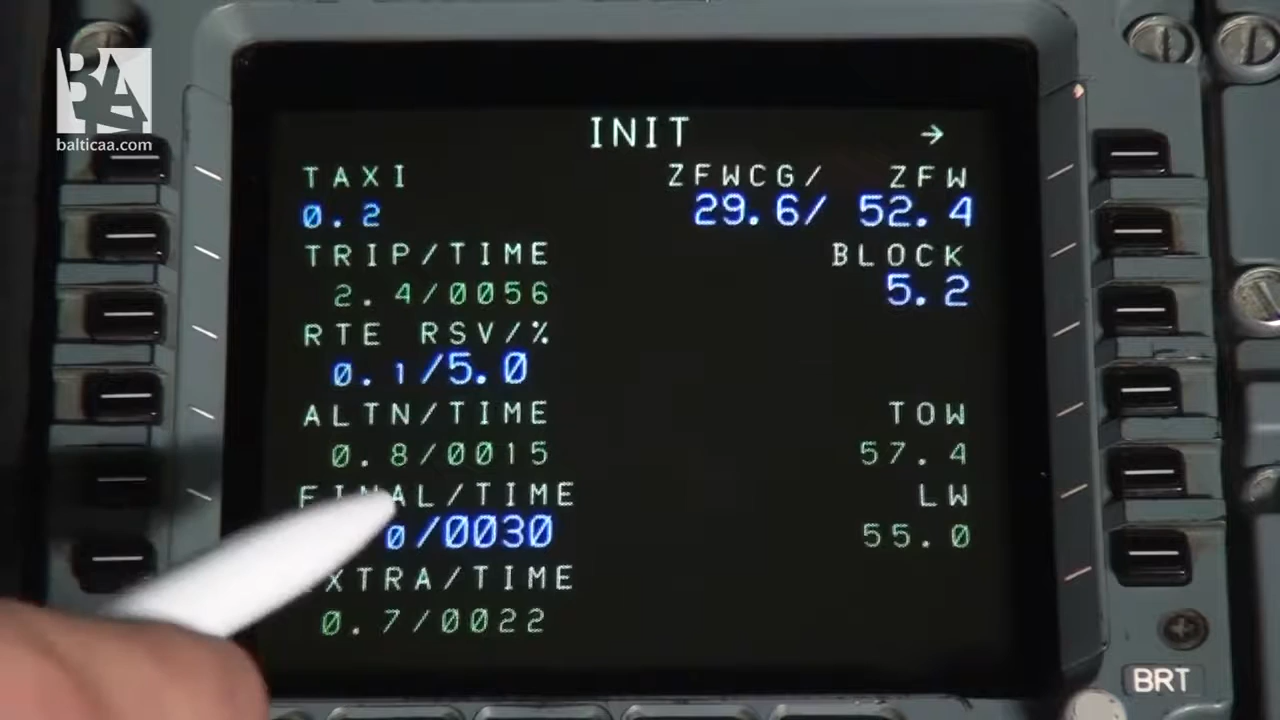 BA
balticaa.com
INIT →
TAXI ZFWCG/ ZFW
0.2 29.6/ 52.4
TRIP/TIME BLOCK
2.4/0056 5.2
RTE RSV/%
0.1/5.0
ALTN/TIME TOW
0.8/0015 57.4
FINAL/TIME LW
0/0030 55.0
XTRA/TIME
0.7/0022
BRT